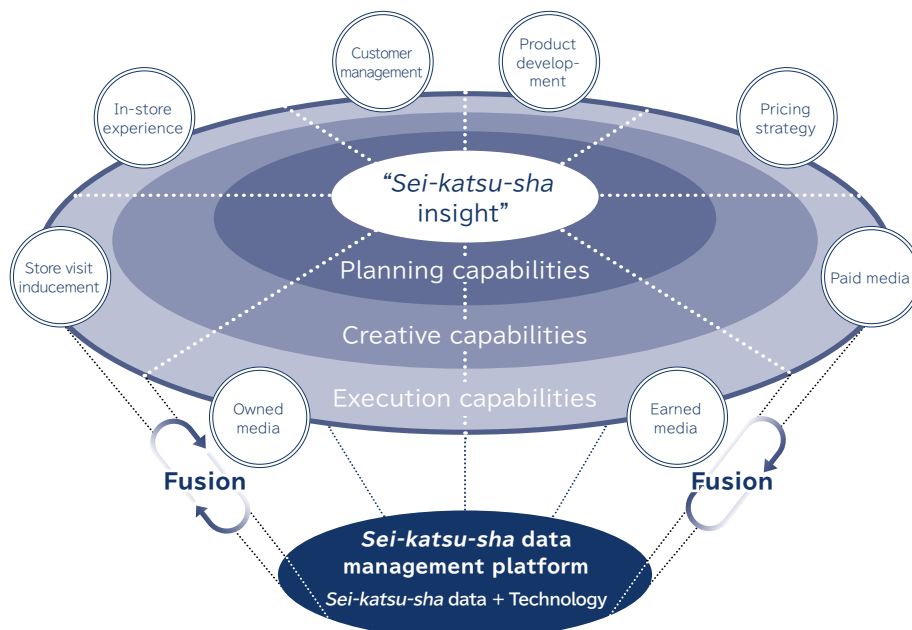 Customer
management
Product
develop-
ment
In-store
experience
Pricing
strategy
“Sei-katsu-sha
insight”
Store visit
inducement
Paid media
Planning capabilities
Creative capabilities
Execution capabilities
Owned
media
Earned
media
Fusion
Fusion
Sei-katsu-sha data
management platform
Sei-katsu-sha data + Technology